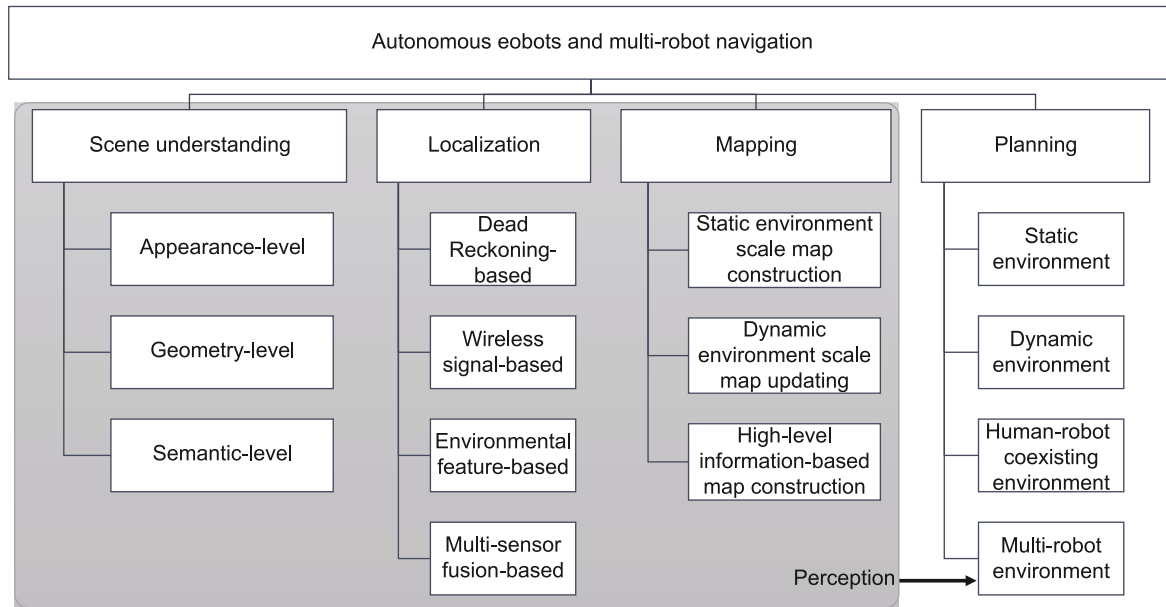 Autonomous eobots and multi-robot navigation
Scene understanding
Appearance-level
Geometry-level
Semantic-level
Localization
Dead
Reckoning-
based
Wireless
signal-based
Environmental
feature-based
Multi-sensor
fusion-based
Mapping
Static environment
scale map
construction
Dynamic
environment scale
map updating
High-level
information-based
map construction
Planning
Static
environment
Dynamic
environment
Human-robot
coexisting
environment
Multi-robot
environment
Perception